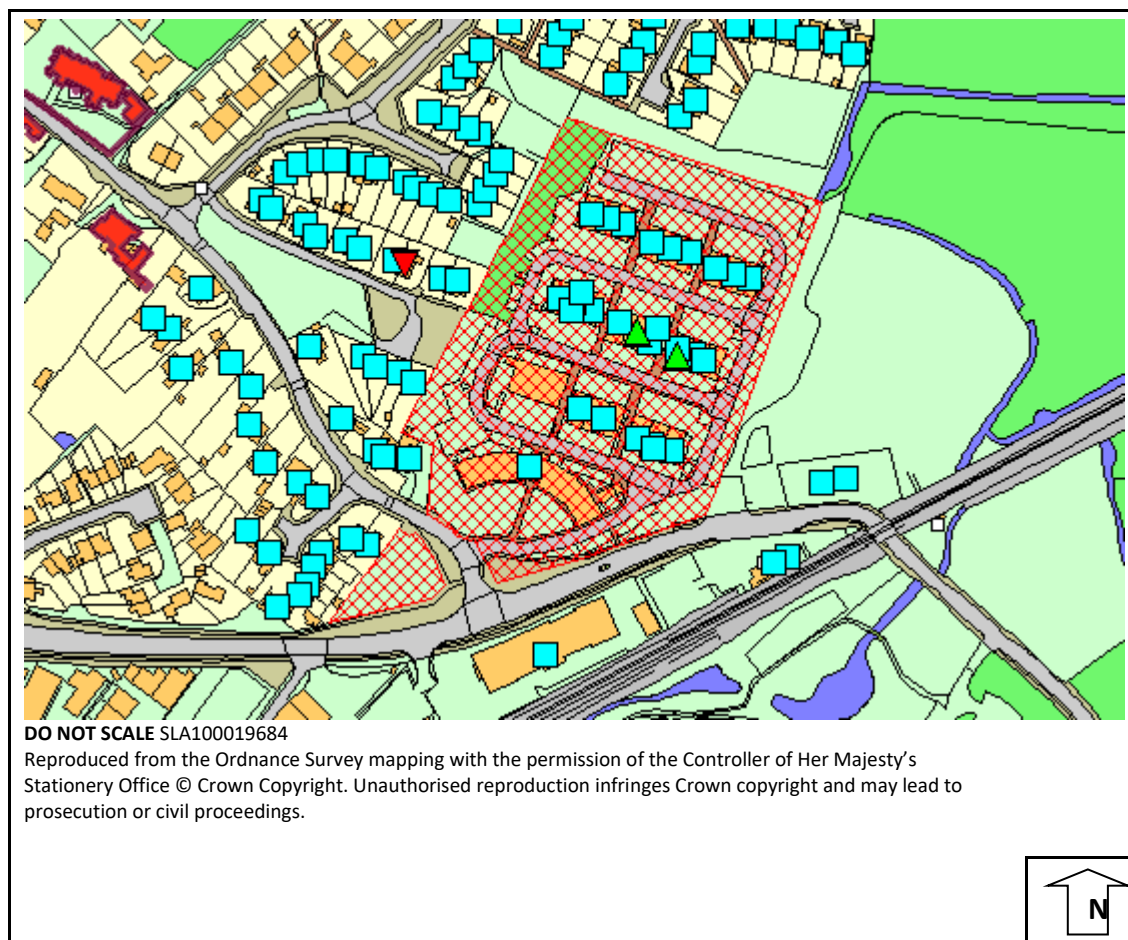 DO NOT SCALE SLA100019684
Reproduced from the Ordnance Survey mapping with the permission of the Controller of Her Majesty’s
Stationery Office © Crown Copyright. Unauthorised reproduction infringes Crown copyright and may lead to
prosecution or civil proceedings.
N